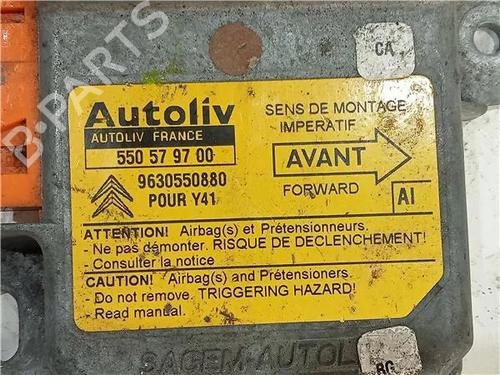 CA
B-PARTS
Autoliv
AUTOLIV FRANCE
550 57 97 00
9630550880
POUR Y41
SENS DE MONTAGE
IMPERATIF
AVANT
FORWARD
AI
ATTENTION! Airbag(s) et Prétensionneurs.
- Ne pas démonter. RISQUE DE DECLENCHEMENT!
- Consulter la notice
CAUTION! Airbag(s) and Prétensioners.
- Do not remove. TRIGGERING HAZARD!
- Read manual.
SAGEM-AUTOL
BG